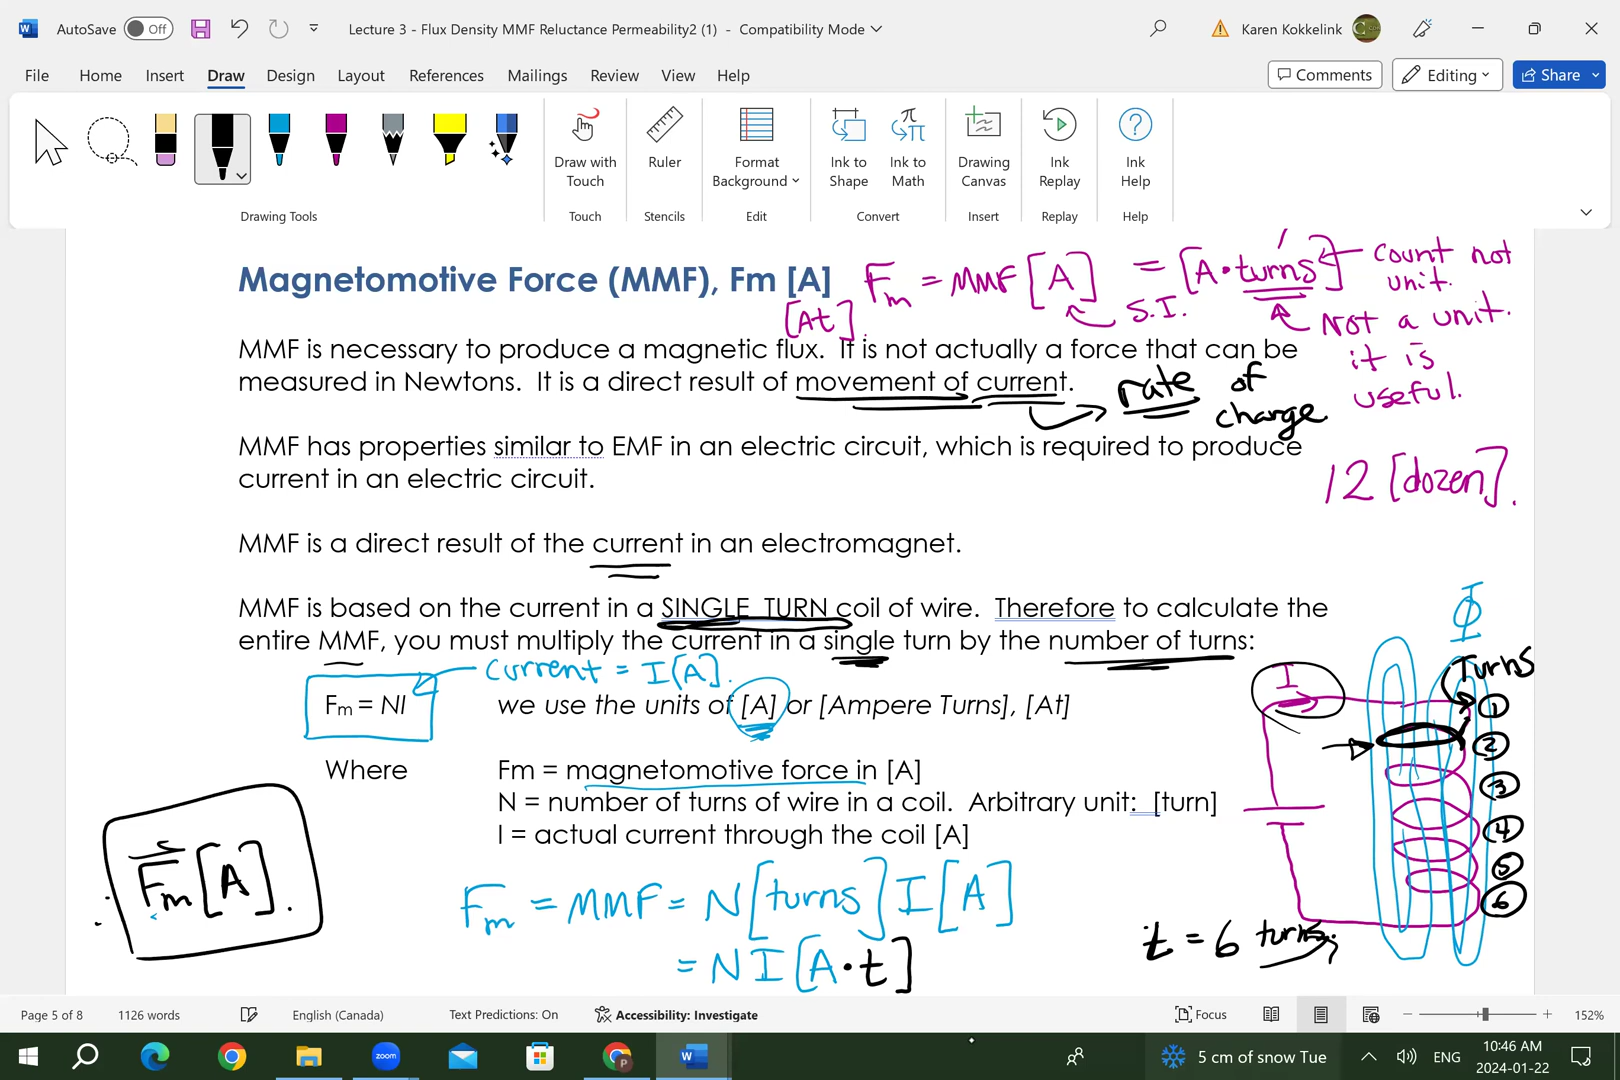 AutoSave Off Lecture 3 - Flux Density MMF Reluctance Permeability2 (1) - Compatibility Mode Karen Kokkelink
File Home Insert Draw Design Layout References Mailings Review View Help Comments Editing Share
Draw with Touch
Ruler
Format Background
Ink to Shape
Ink to Math
Drawing Canvas
Ink Replay
Ink Help
Drawing Tools Touch Stencils Edit Convert Insert Replay Help
Magnetomotive Force (MMF), Fm [A]
Fm = MMF [A] = [A • turns]
count not
unit.
[At]
S.I.
Not a unit.
it is
useful.
MMF is necessary to produce a magnetic flux. It is not actually a force that can be
measured in Newtons. It is a direct result of movement of current.
rate of
charge
MMF has properties similar to EMF in an electric circuit, which is required to produce
current in an electric circuit.
12 [dozen].
MMF is a direct result of the current in an electromagnet.
MMF is based on the current in a SINGLE TURN coil of wire. Therefore to calculate the
entire MMF, you must multiply the current in a single turn by the number of turns:
current = I[A].
Fm = NI we use the units of [A] or [Ampere Turns], [At]
Where Fm = magnetomotive force in [A]
N = number of turns of wire in a coil. Arbitrary unit: [turn]
I = actual current through the coil [A]
Fm [A].
Fm = MMF = N[turns] I [A]
= N I [A • t]
Φ
I
Turns
1
2
3
4
5
6
t = 6 turns.
Page 5 of 8 1126 words English (Canada) Text Predictions: On Accessibility: Investigate Focus 152%
zoom 5 cm of snow Tue ENG 10:46 AM
2024-01-22